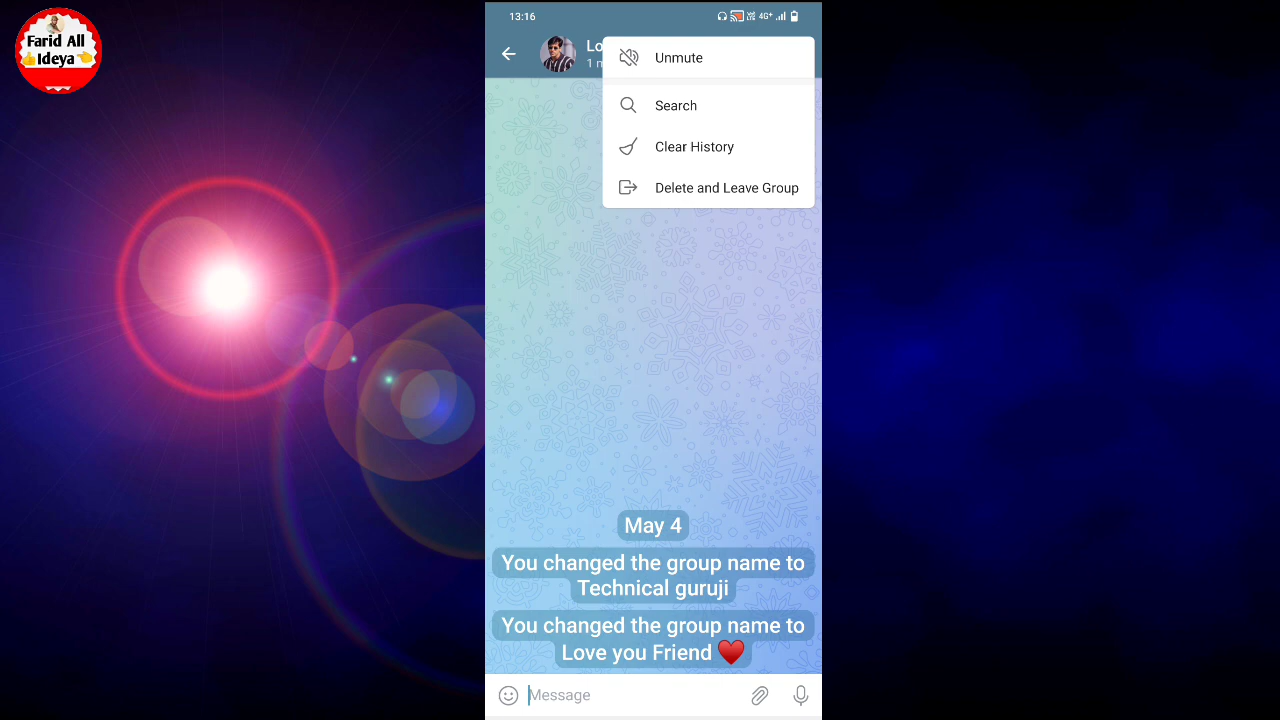 Farid All
Ideya
13:16
4G+
Lo
1 n
Unmute
Search
Clear History
Delete and Leave Group
May 4
You changed the group name to
Technical guruji
You changed the group name to
Love you Friend ♥️
Message